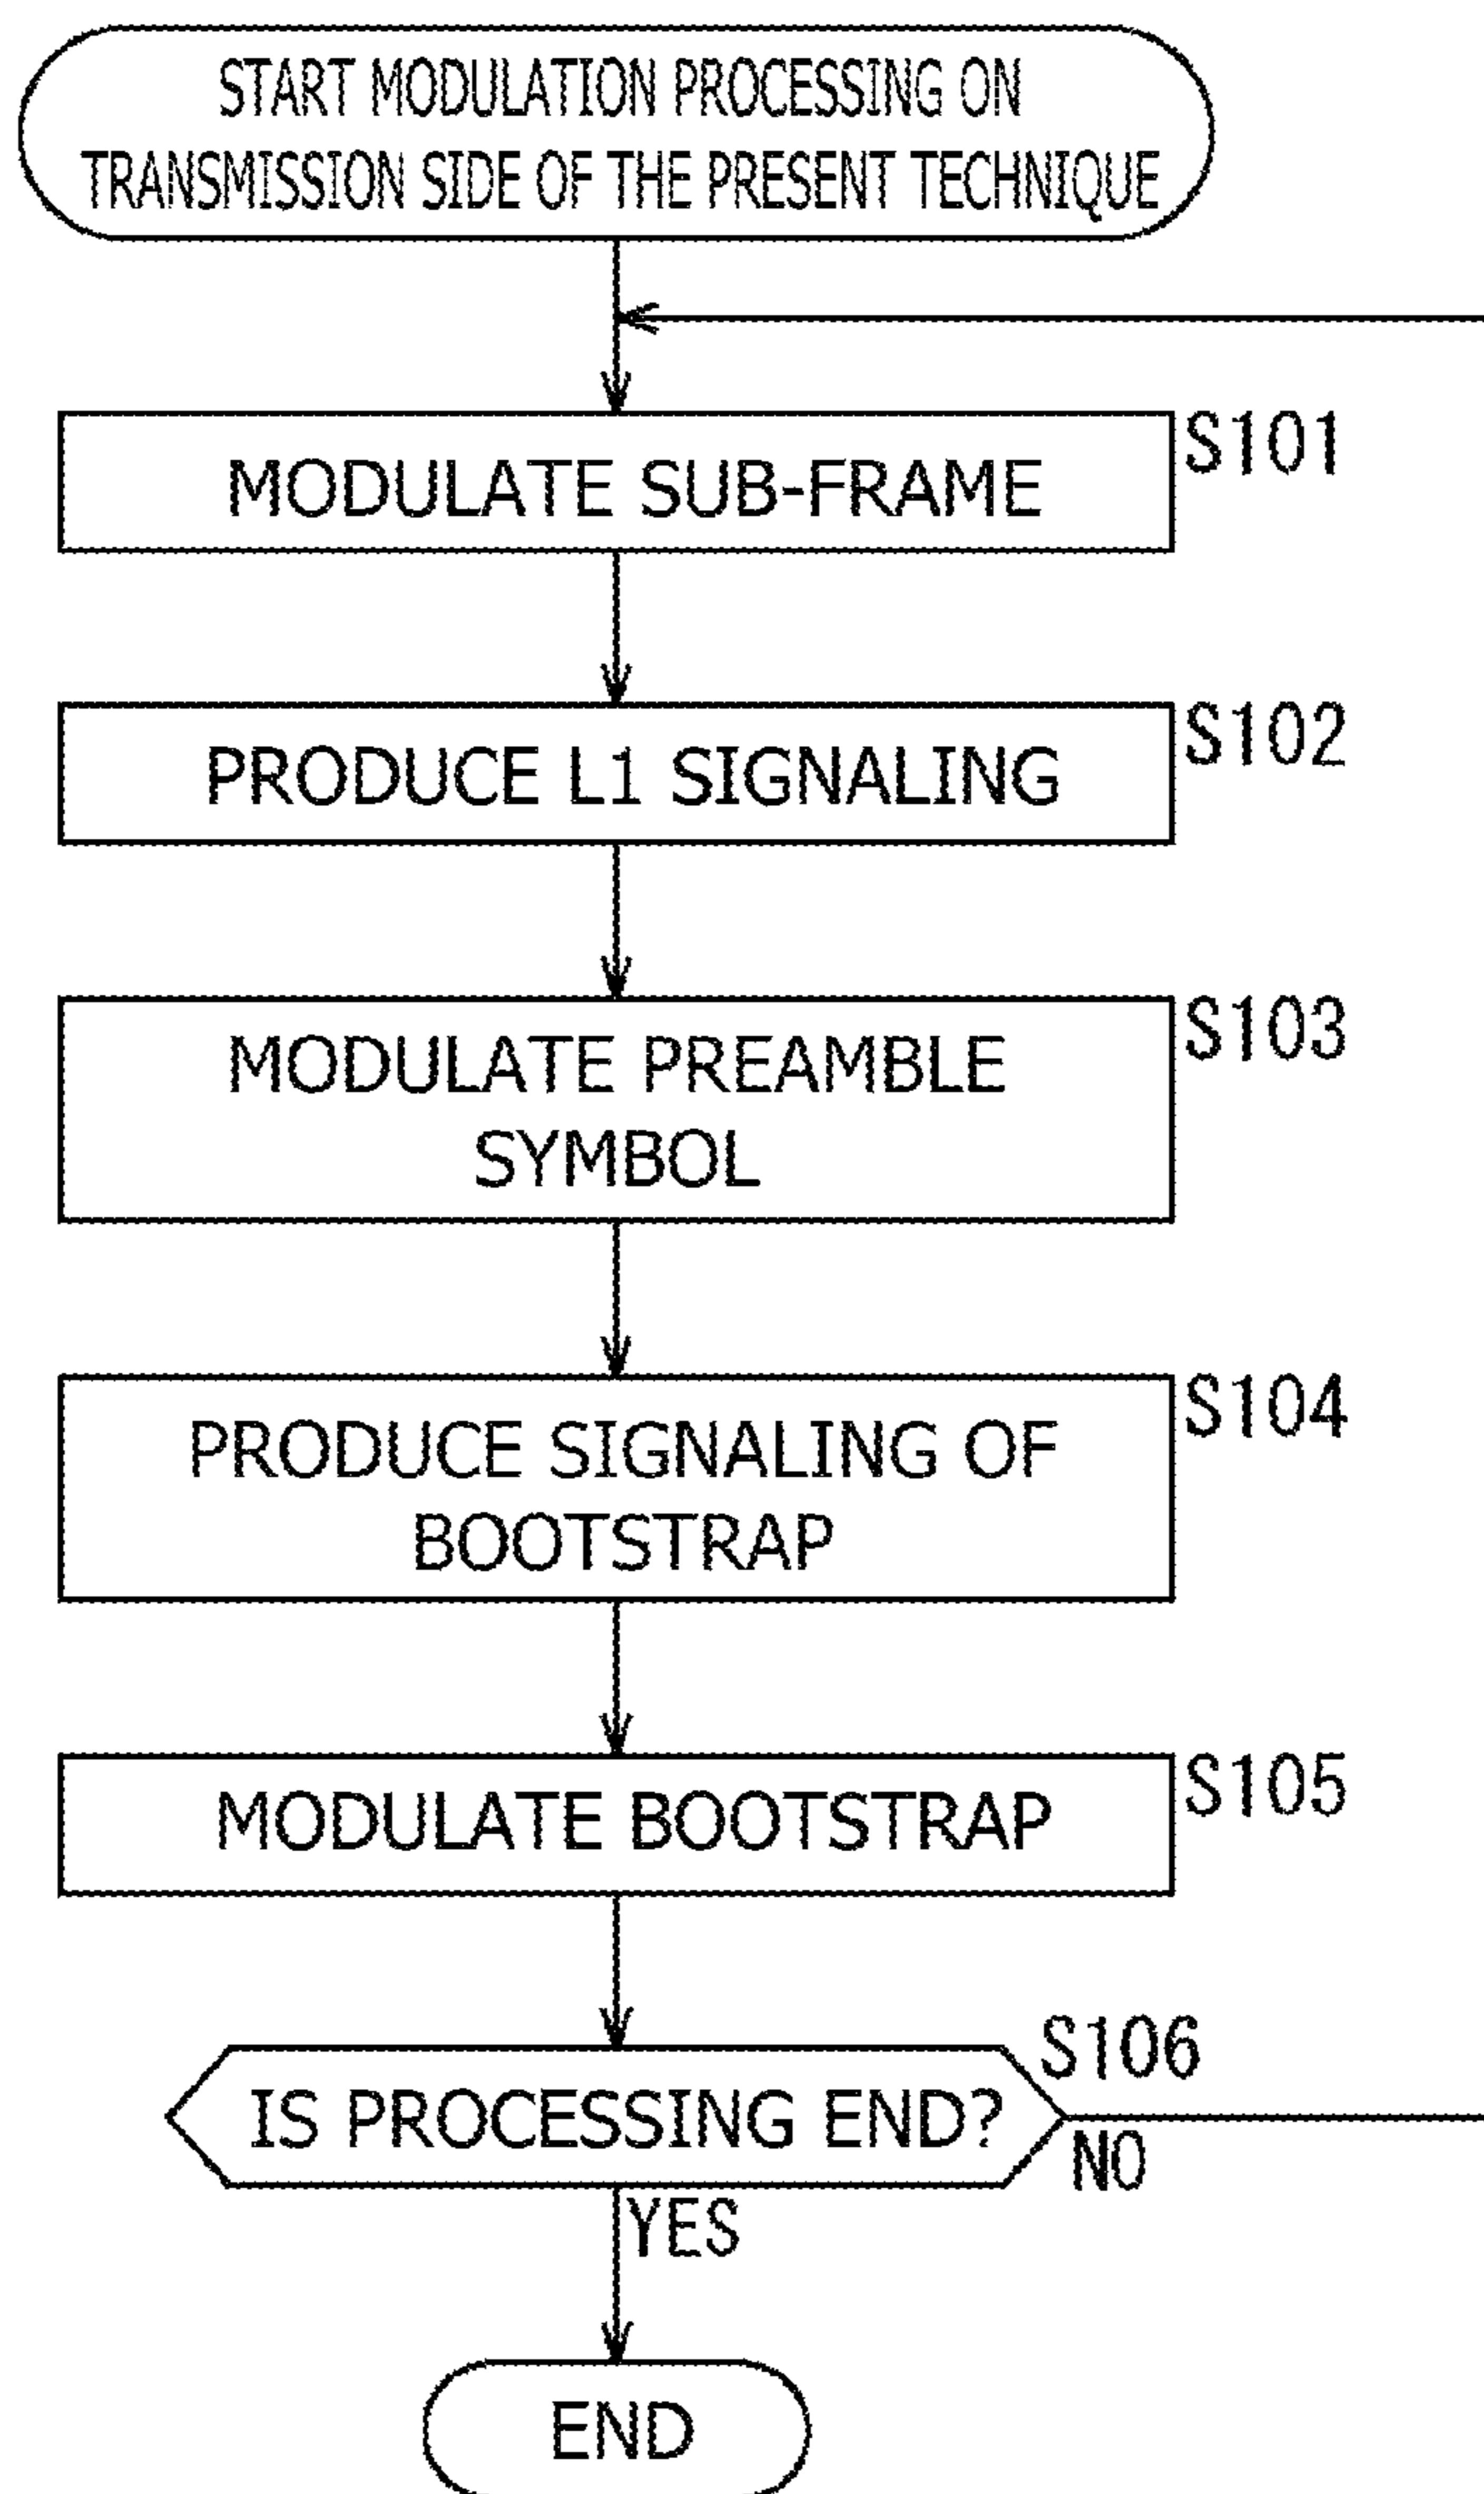 START MODULATION PROCESSING ON
TRANSMISSION SIDE OF THE PRESENT TECHNIQUE
S101
MODULATE SUB-FRAME
S102
PRODUCE L1 SIGNALING
S103
MODULATE PREAMBLE
SYMBOL
S104
PRODUCE SIGNALING OF
BOOTSTRAP
S105
MODULATE BOOTSTRAP
S106
IS PROCESSING END?
NO
YES
END